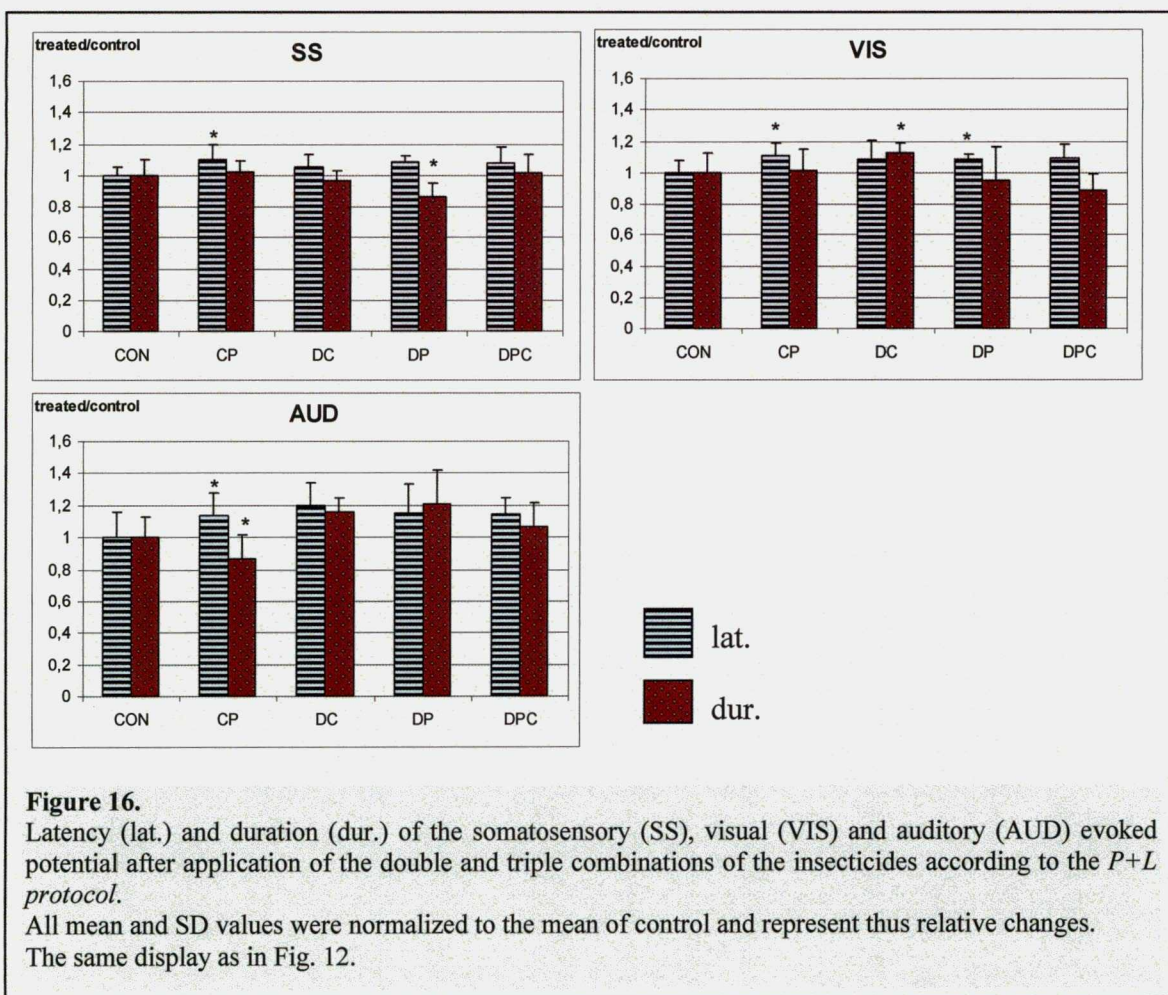 treated/control
SS
1,6
1,4
1,2
1
0,8
0,6
0,4
0,2
0
*
*
CON CP DC DP DPC
treated/control
VIS
1,6
1,4
1,2
1
0,8
0,6
0,4
0,2
0
* * *
CON CP DC DP DPC
treated/control
AUD
1,6
1,4
1,2
1
0,8
0,6
0,4
0,2
0
*
*
CON CP DC DP DPC
lat.
dur.
Figure 16.
Latency (lat.) and duration (dur.) of the somatosensory (SS), visual (VIS) and auditory (AUD) evoked
potential after application of the double and triple combinations of the insecticides according to the P+L
protocol.
All mean and SD values were normalized to the mean of control and represent thus relative changes.
The same display as in Fig. 12.